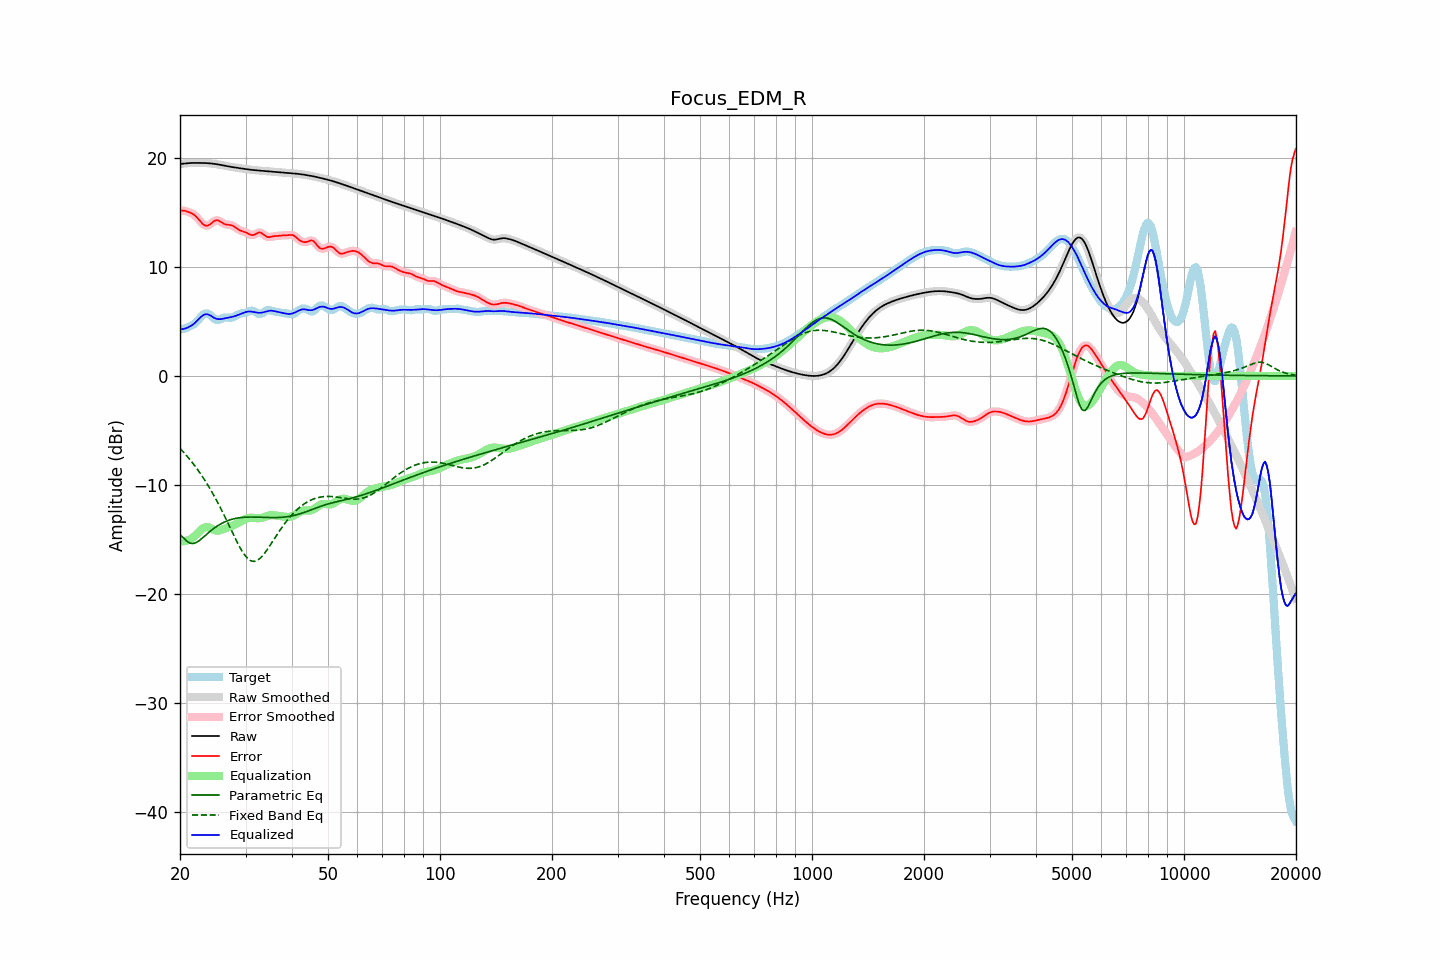 Focus_EDM_R
20
10
0
−10
−20
−30
−40
Amplitude (dBr)
Target
Raw Smoothed
Error Smoothed
Raw
Error
Equalization
Parametric Eq
Fixed Band Eq
Equalized
20 50 100 200 500 1000 2000 5000 10000 20000
Frequency (Hz)